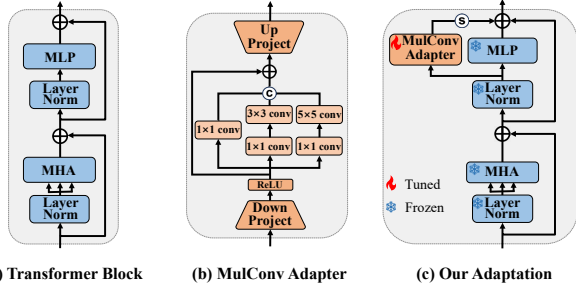 MLP
Layer
Norm
MHA
Layer
Norm
) Transformer Block
Up
Project
C
1×1 conv
3×3 conv
5×5 conv
1×1 conv
1×1 conv
ReLU
Down
Project
(b) MulConv Adapter
S
MulConv
Adapter
MLP
Layer
Norm
MHA
Layer
Norm
Tuned
Frozen
(c) Our Adaptation